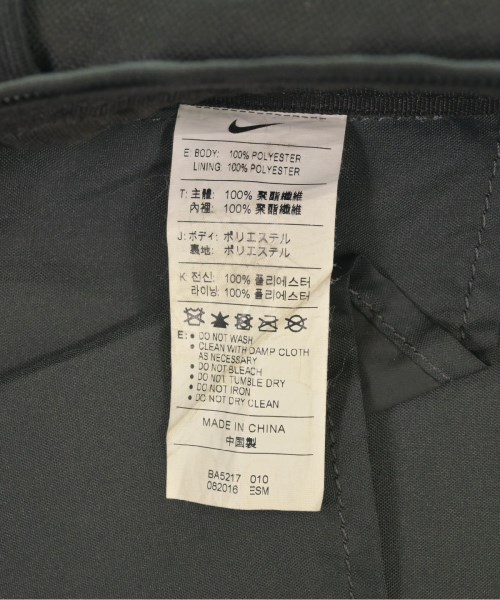 E BODY: 100% POLYESTER
LINING: 100% POLYESTER
T: 主體: 100% 聚酯纖維
內裡: 100% 聚酯纖維
J: ボディ: ポリエステル
裏地: ポリエステル
K 전신: 100% 폴리에스터
라이닝: 100% 폴리에스터
E: • DO NOT WASH
• CLEAN WITH DAMP CLOTH
AS NECESSARY
• DO NOT BLEACH
• DO NOT TUMBLE DRY
• DO NOT IRON
• DO NOT DRY CLEAN
MADE IN CHINA
中国製
BA5217 010
082016 ESM